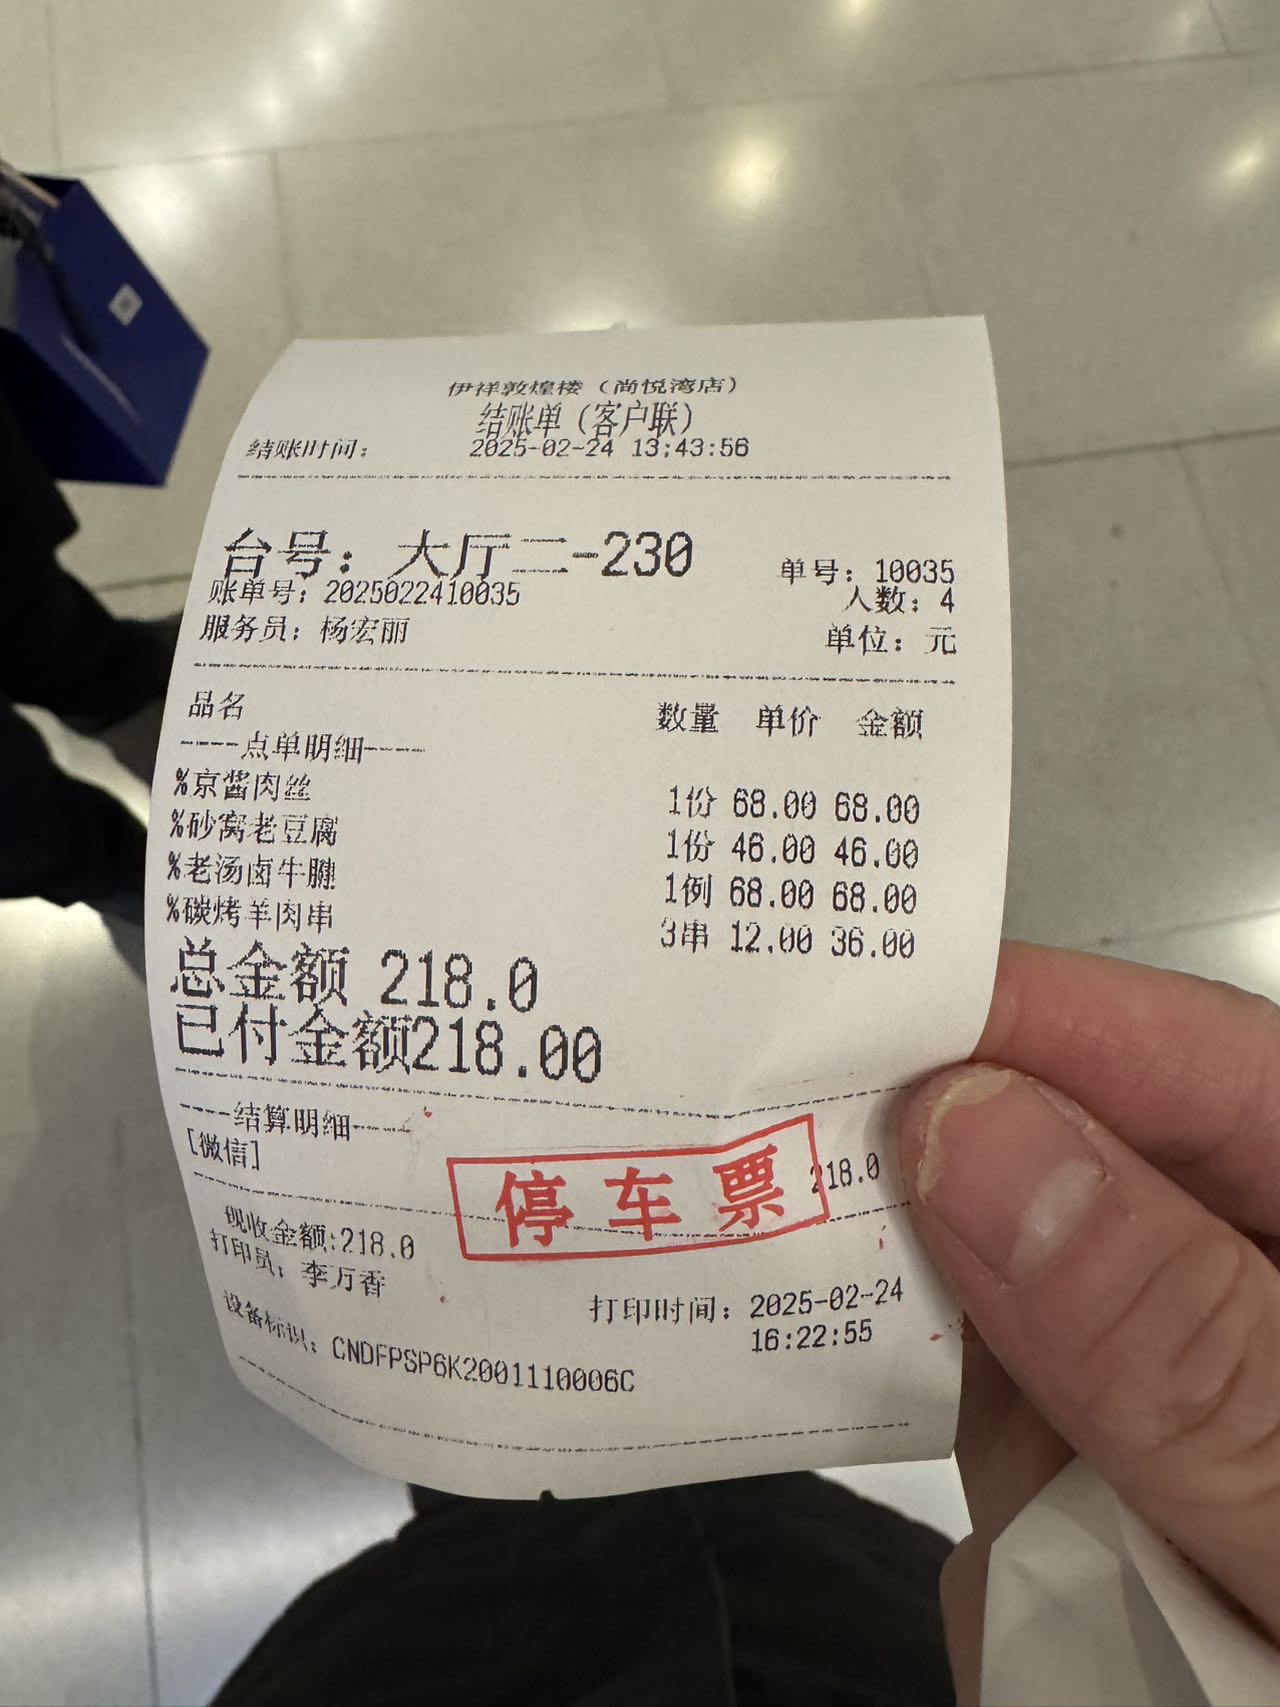 伊祥敦煌楼（尚悦湾店）
结账单（客户联）
结账时间： 2025-02-24 13:43:56
台号：大厅二-230 单号：10035
账单号：2025022410035 人数：4
服务员：杨宏丽 单位：元
品名 数量 单价 金额
----点单明细----
%京酱肉丝 1份 68.00 68.00
%砂窝老豆腐 1份 46.00 46.00
%老汤卤牛腱 1例 68.00 68.00
%碳烤羊肉串 3串 12.00 36.00
总金额 218.0
已付金额218.00
----结算明细----
[微信] 218.0
停车票
现收金额:218.0
打印员：李万香 打印时间：2025-02-24
16:22:55
设备标识：CNDFPSP6K2001110006C